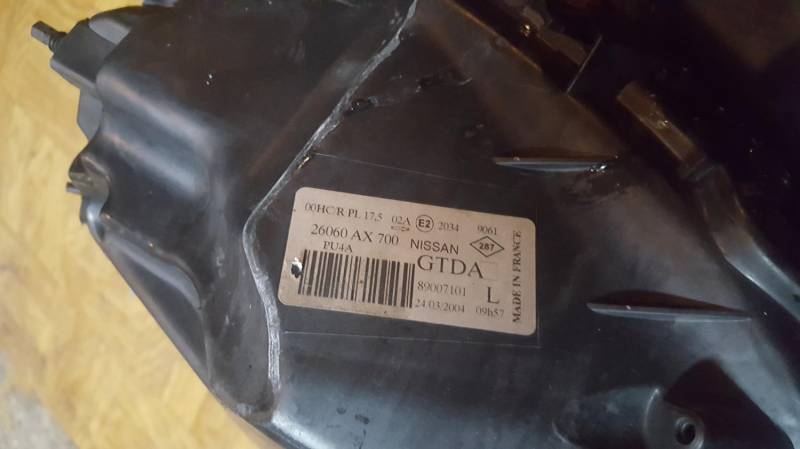 00HC/R PL 17,5 02A E2 2034 9061
26060 AX 700 NISSAN 287
PU4A GTDA
89007101 L
24/03/2004 09h57
MADE IN FRANCE